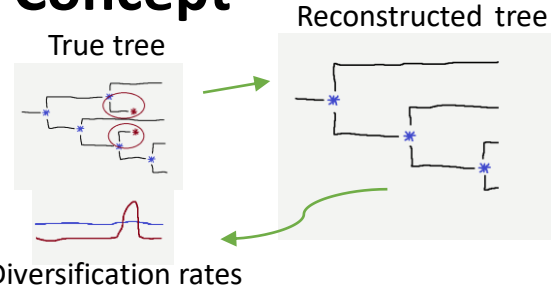 Concept
Reconstructed tree
True tree
Diversification rates